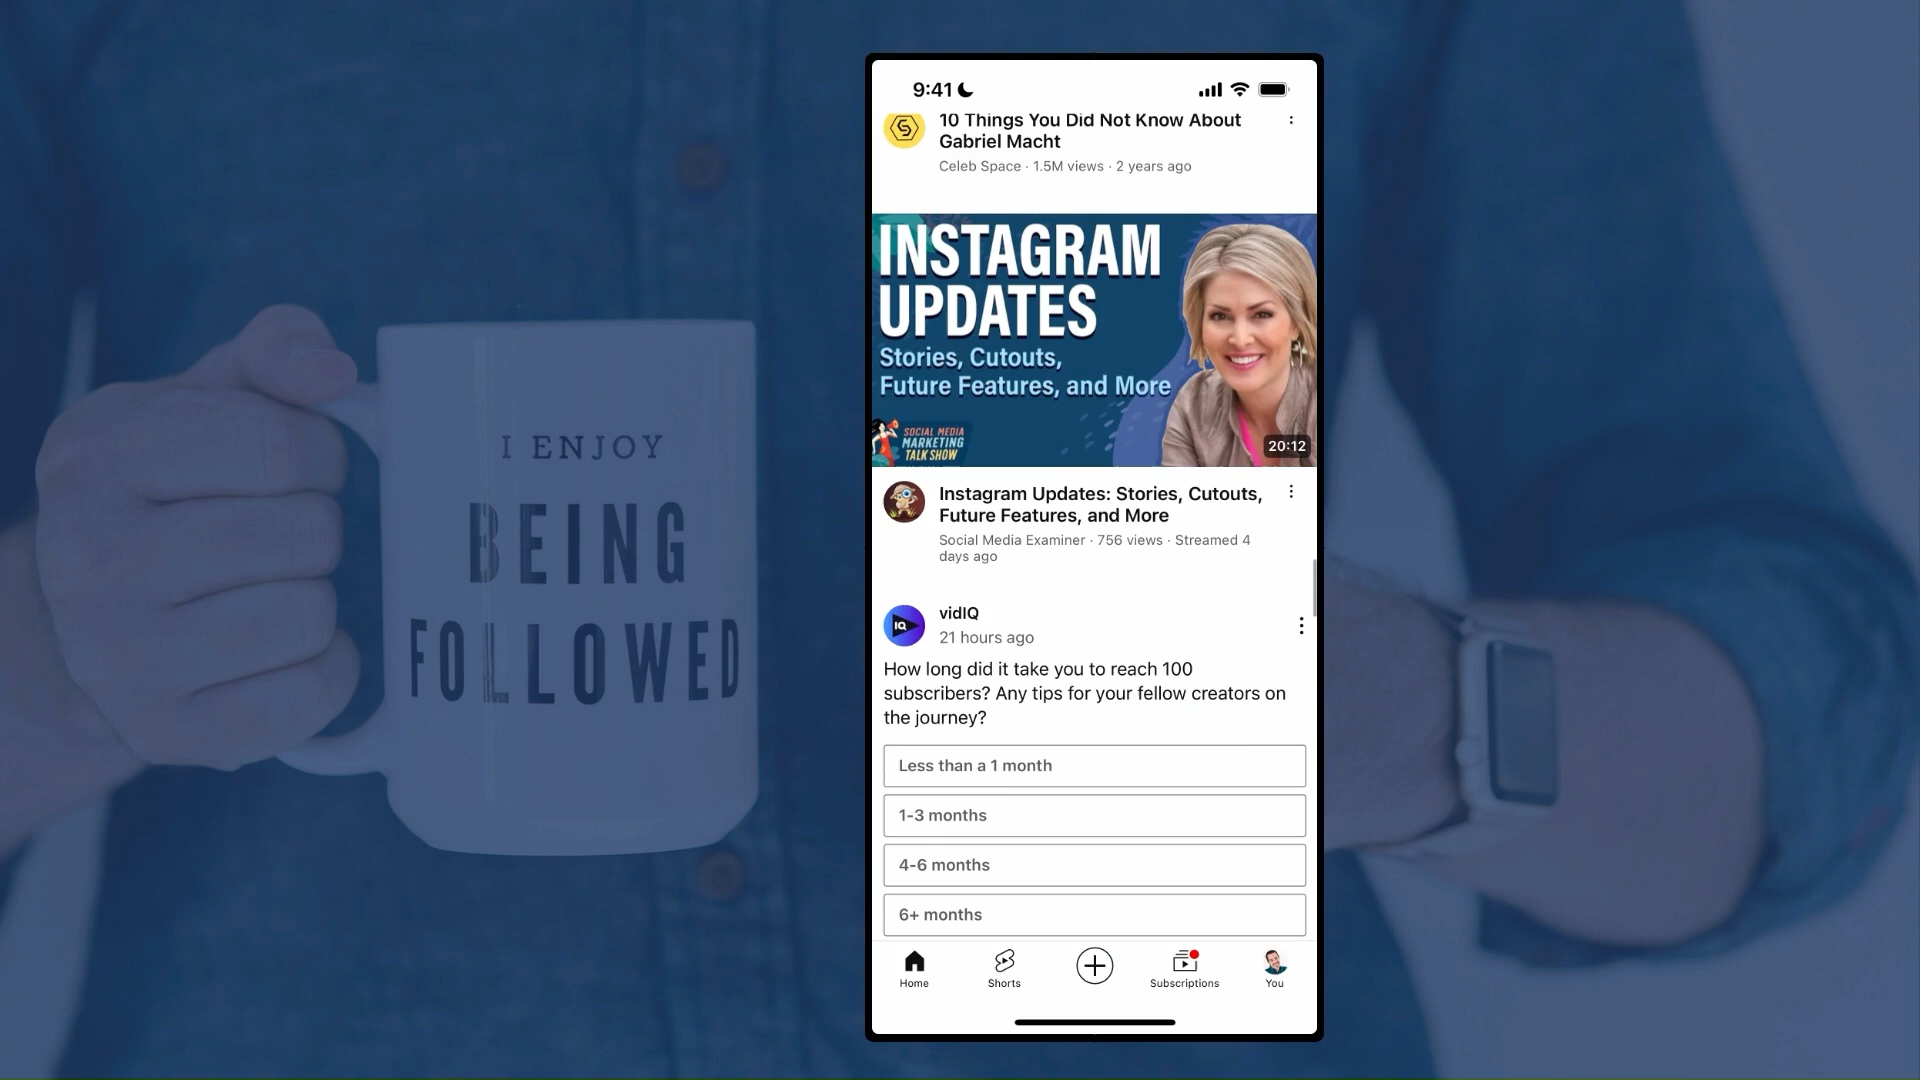 I ENJOY
BEING
FOLLOWED
9:41
10 Things You Did Not Know About
Gabriel Macht
Celeb Space · 1.5M views · 2 years ago
INSTAGRAM
UPDATES
Stories, Cutouts,
Future Features, and More
SOCIAL MEDIA
MARKETING
TALK SHOW
20:12
Instagram Updates: Stories, Cutouts,
Future Features, and More
Social Media Examiner · 756 views · Streamed 4
days ago
IQ
vidIQ
21 hours ago
How long did it take you to reach 100
subscribers? Any tips for your fellow creators on
the journey?
Less than a 1 month
1-3 months
4-6 months
6+ months
Home
Shorts
Subscriptions
You